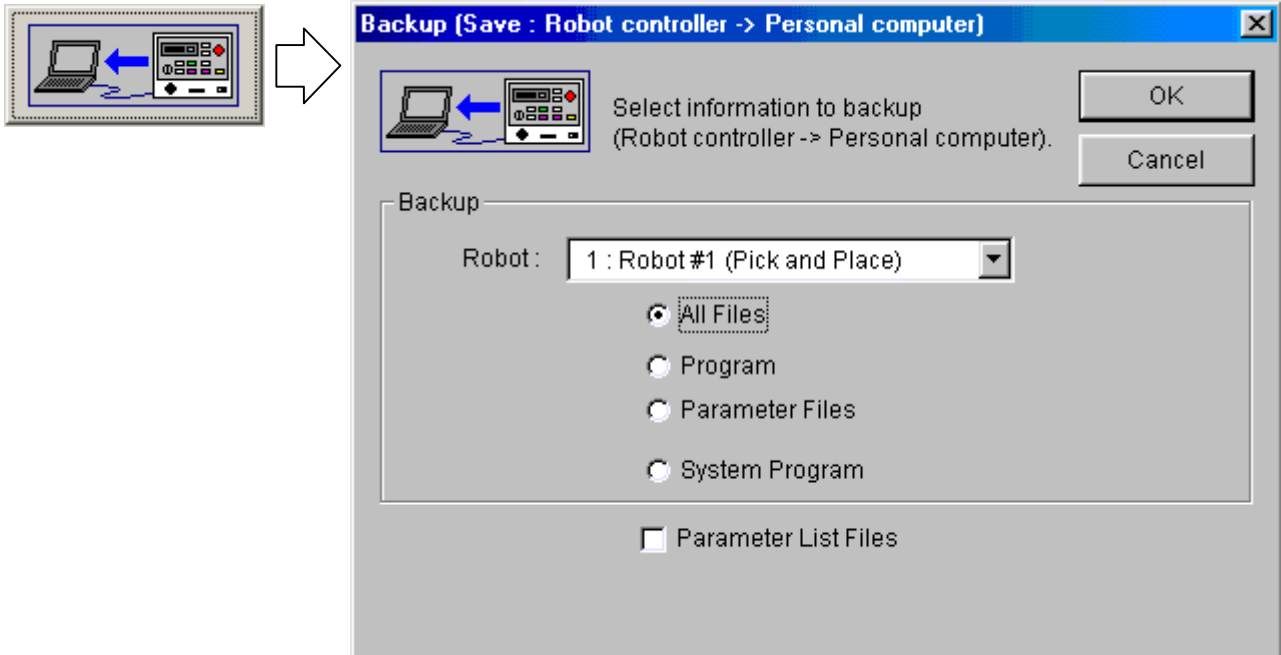 Backup (Save : Robot controller -> Personal computer)
Select information to backup
(Robot controller -> Personal computer).
OK
Cancel
Backup
Robot :
1 : Robot #1 (Pick and Place)
All Files
Program
Parameter Files
System Program
Parameter List Files